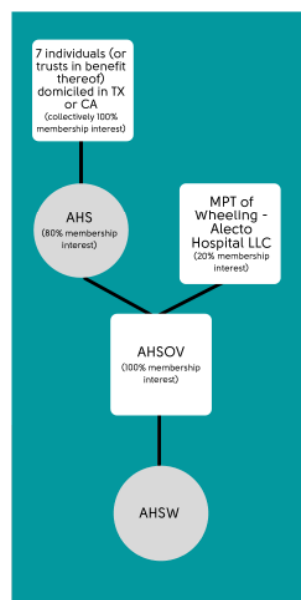 7 individuals (or
trusts in benefit
thereof)
domiciled in TX
or CA
(collectively 100%
membership interest)
AHS
(80% membership
interest)
MPT of
Wheeling -
Alecto
Hospital LLC
(20% membership
interest)
AHSOV
(100% membership
interest)
AHSW